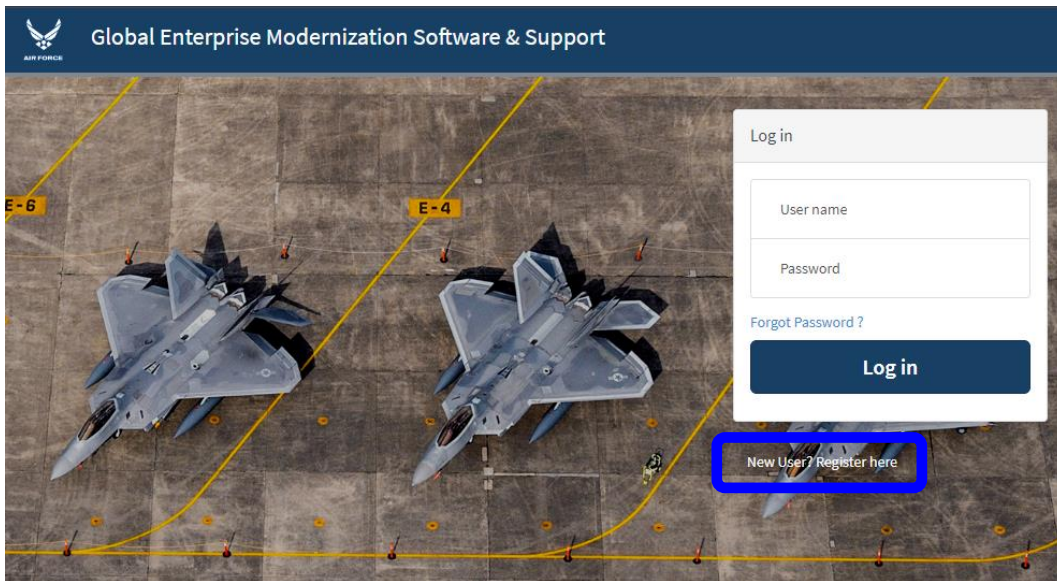 AIR FORCE
Global Enterprise Modernization Software & Support
Log in
E-6
E-4
User name
Password
Forgot Password ?
Log in
New User? Register here